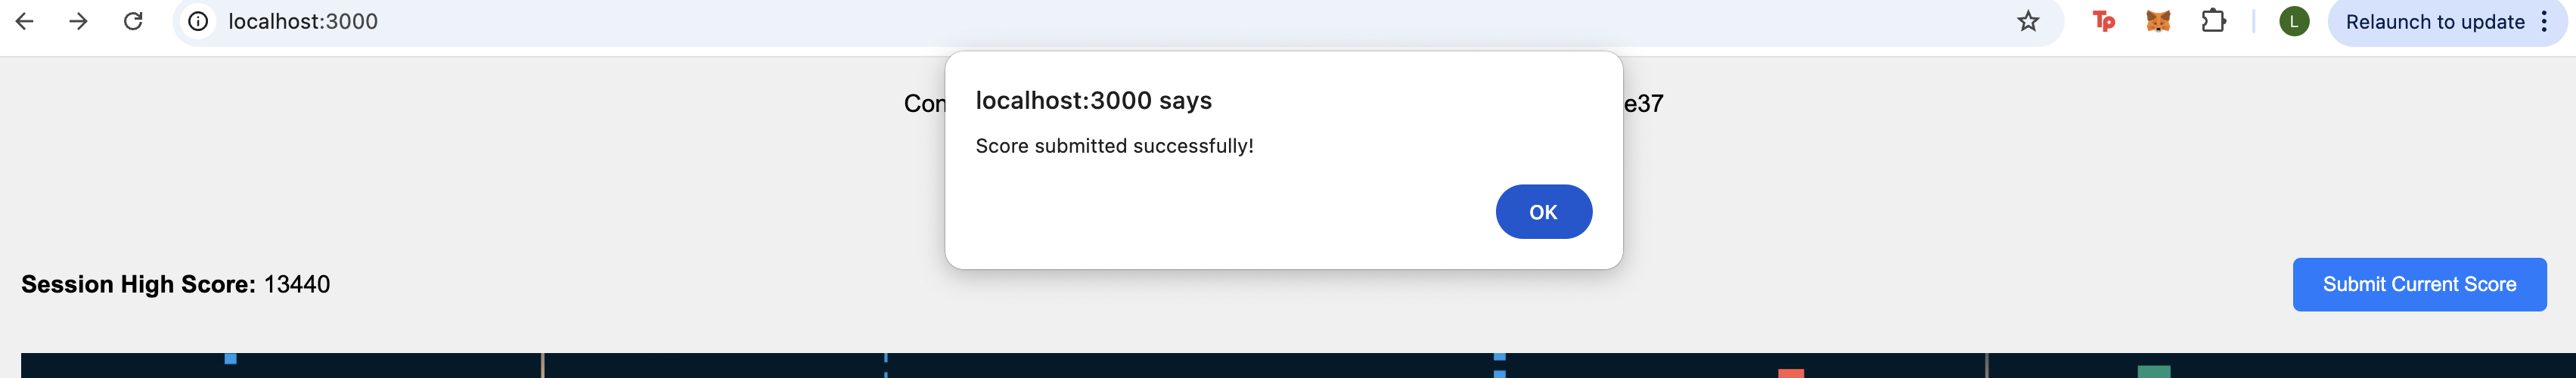 localhost:3000
Tp
L
Relaunch to update
localhost:3000 says
Con
e37
Score submitted successfully!
OK
Session High Score: 13440
Submit Current Score